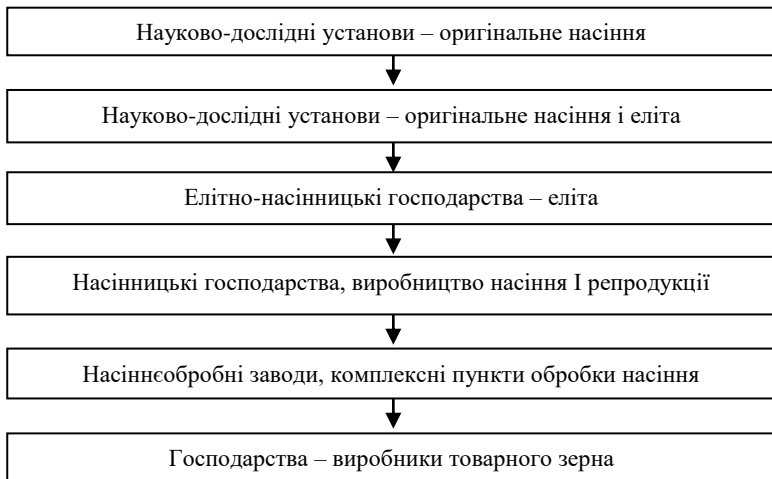 Науково-дослідні установи – оригінальне насіння
Науково-дослідні установи – оригінальне насіння і еліта
Елітно-насінницькі господарства – еліта
Насінницькі господарства, виробництво насіння І репродукції
Насіннєобробні заводи, комплексні пункти обробки насіння
Господарства – виробники товарного зерна